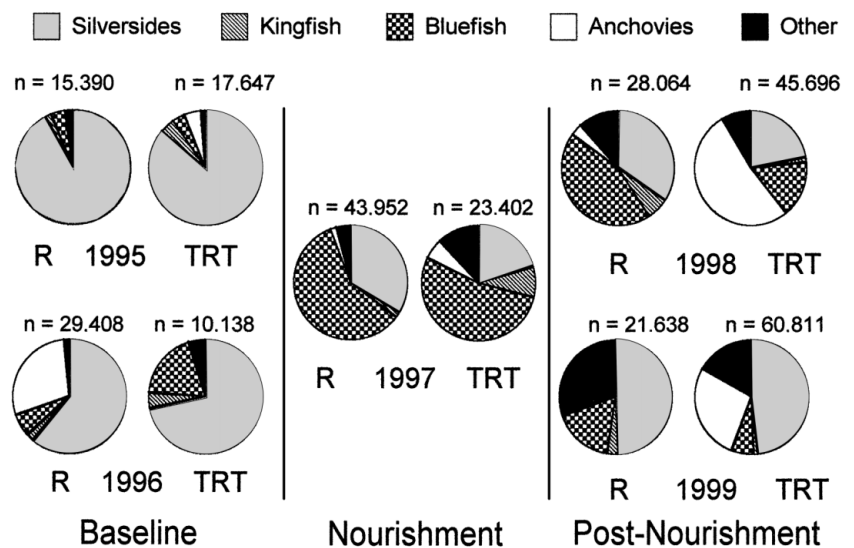 Silversides Kingfish Bluefish Anchovies Other
n = 15.390 n = 17.647
R 1995 TRT
n = 29.408 n = 10.138
R 1996 TRT
Baseline
n = 43.952 n = 23.402
R 1997 TRT
Nourishment
n = 28.064 n = 45.696
R 1998 TRT
n = 21.638 n = 60.811
R 1999 TRT
Post-Nourishment